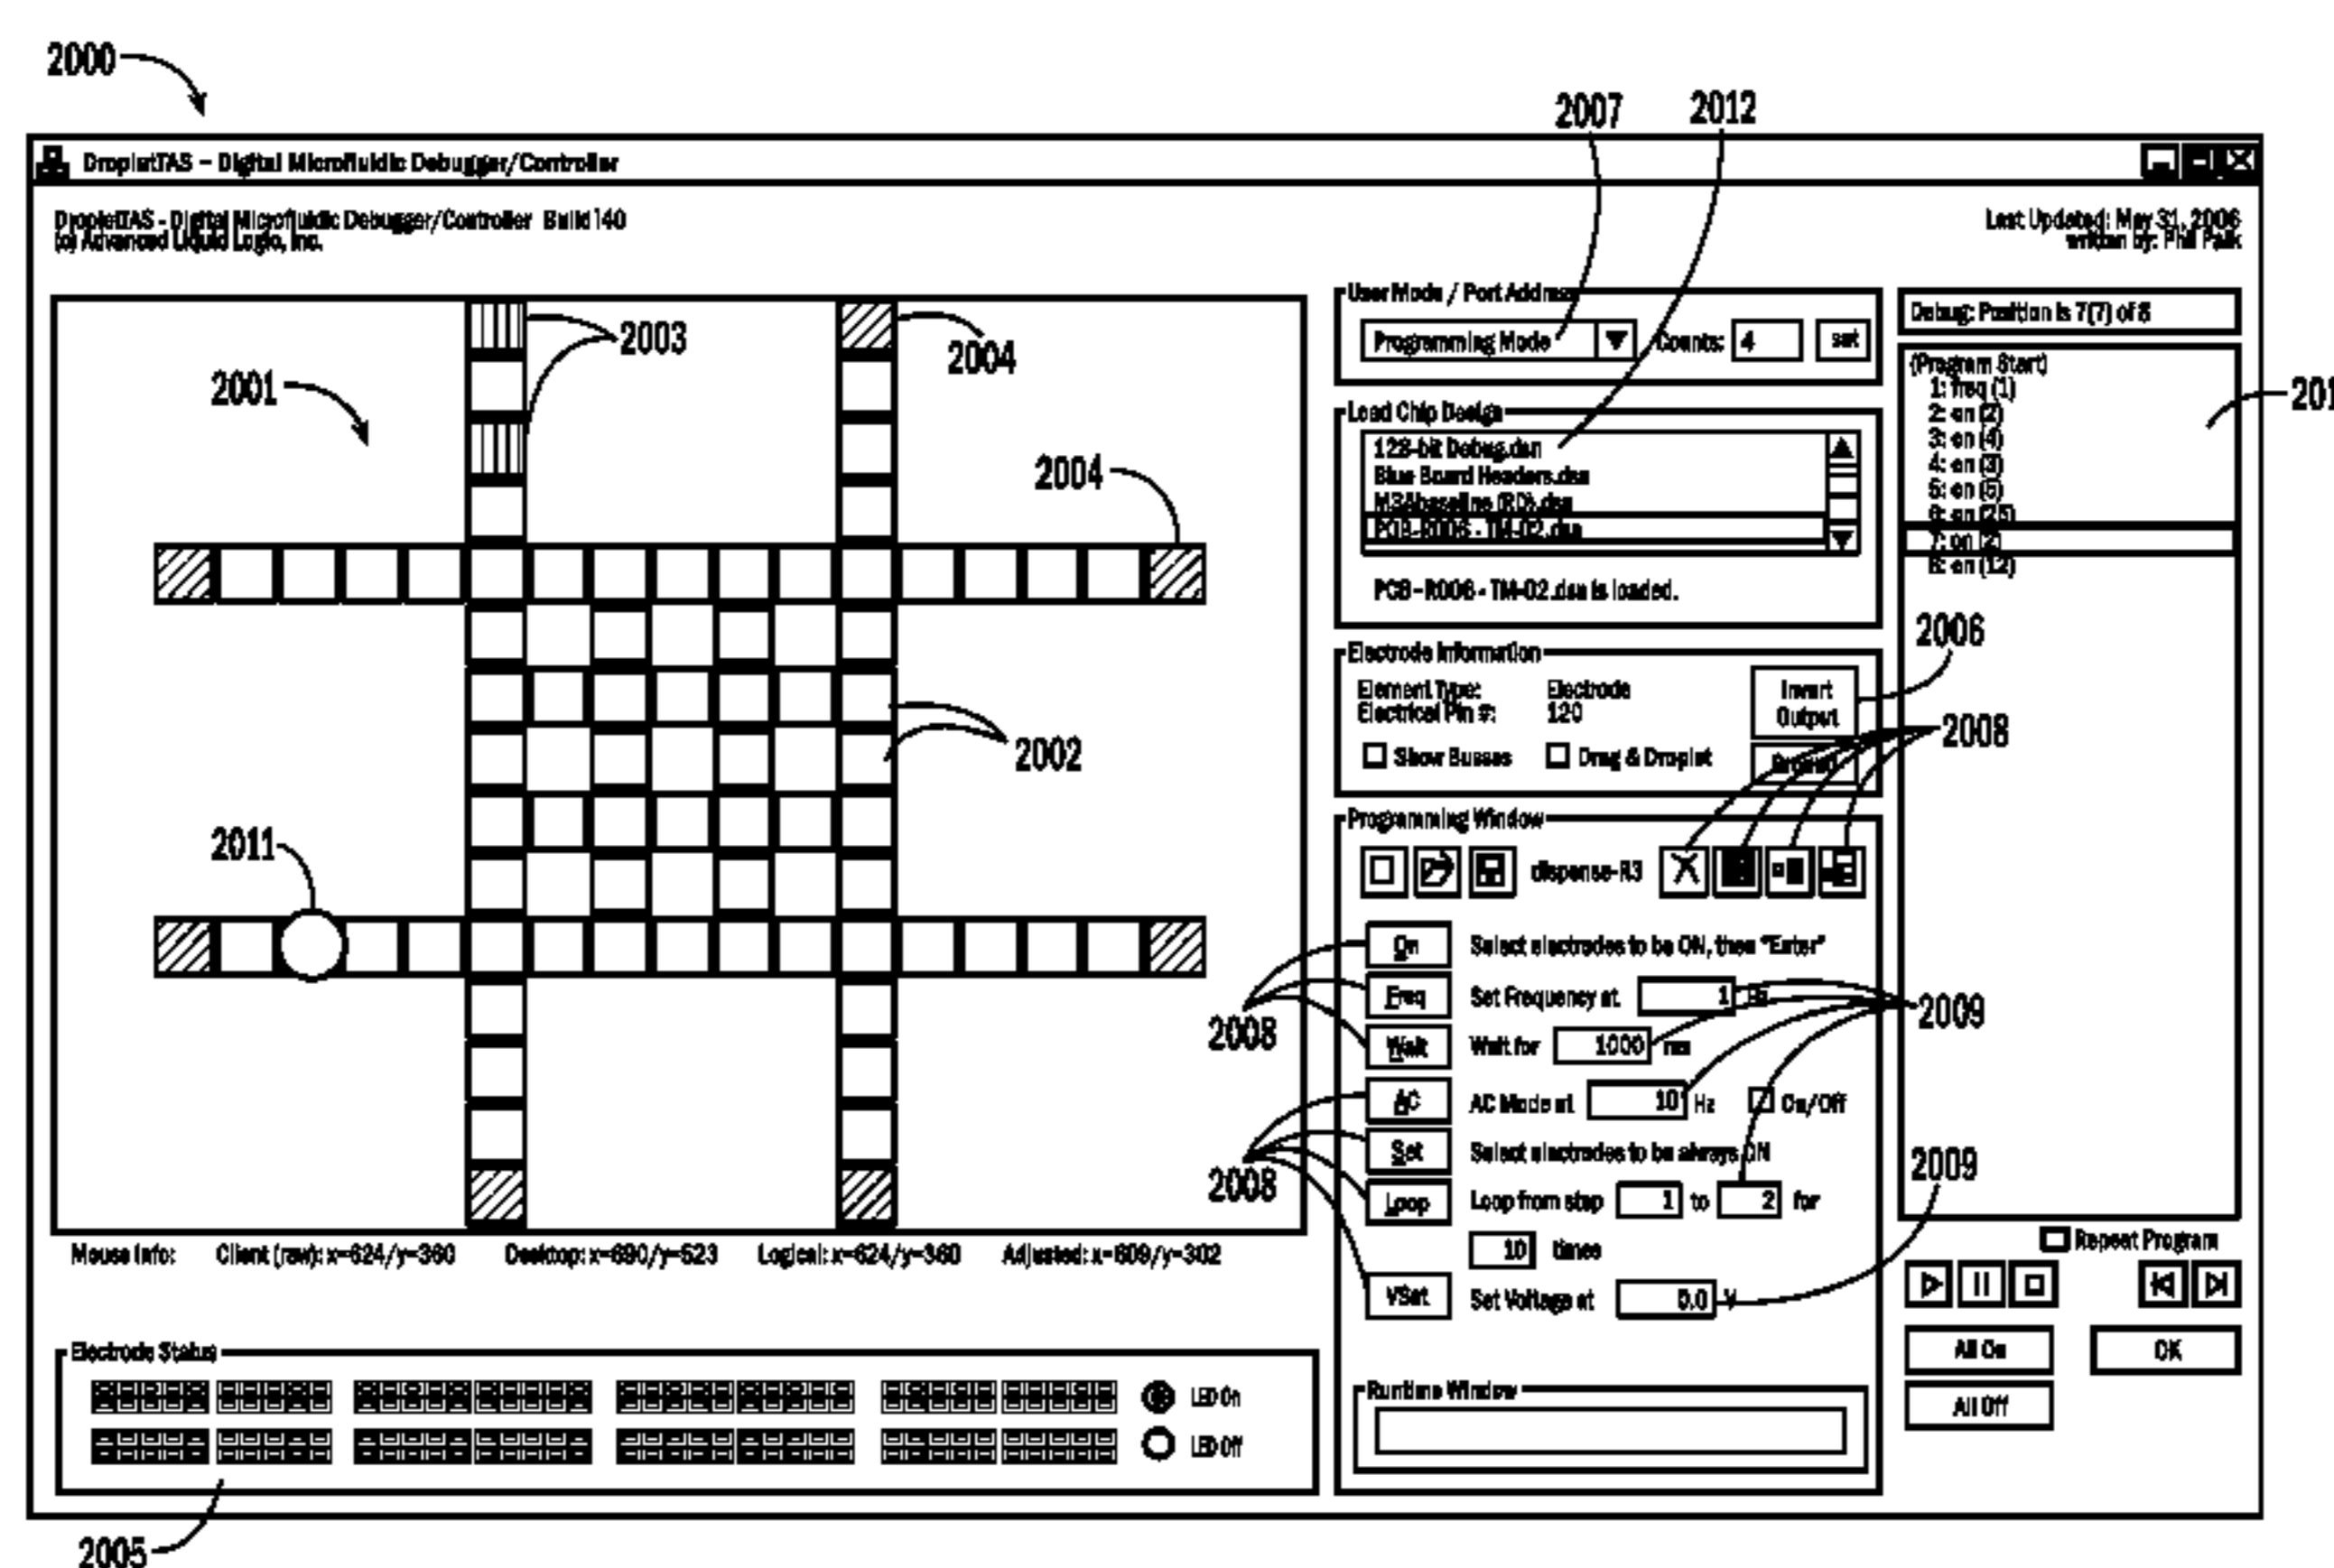 2000
2007
2012
DropletTAS - Digital Microfluidic Debugger/Controller
DropletTAS - Digital Microfluidic Debugger/Controller Build 140
(c) Advanced Liquid Logic, Inc.
Last Updated: May 31, 2006
written by: Phil Paik
2003
2004
2001
2004
2002
2011
User Mode / Port Address
Programming Mode
Counts: 4
set
Load Chip Design
128-bit Debug.dsn
Blue Board Headers.dsn
M3Abaseline (RD).dsn
PCB-R006 - TM-02.dsn
PCB - R006 - TM-02.dsn is loaded.
Debug: Position is 7(7) of 8
(Program Start)
1: freq (1)
2: on (2)
3: on (4)
4: on (3)
5: on (5)
6: on (25)
7: on (2)
8: on (12)
201
2006
2008
Electrode Information
Element Type: Electrode
Electrical Pin #: 120
Show Busses
Drag & Droplet
Invert
Output
Programming Window
dispense-R3
On
Select electrodes to be ON, then "Enter"
Freq
Set Frequency at 1 Hz
Wait
Wait for 1000 ms
AC
AC Mode at 10 Hz
On/Off
Set
Select electrodes to be always ON
Loop
Loop from step 1 to 2 for
10 times
VSet
Set Voltage at 0.0 V
2008
2008
2009
2009
Runtime Window
Repeat Program
All On
OK
All Off
Mouse Info: Client (raw): x=624/y=360 Desktop: x=690/y=523 Logical: x=624/y=360 Adjusted: x=609/y=302
Electrode Status
LED On
LED Off
2005